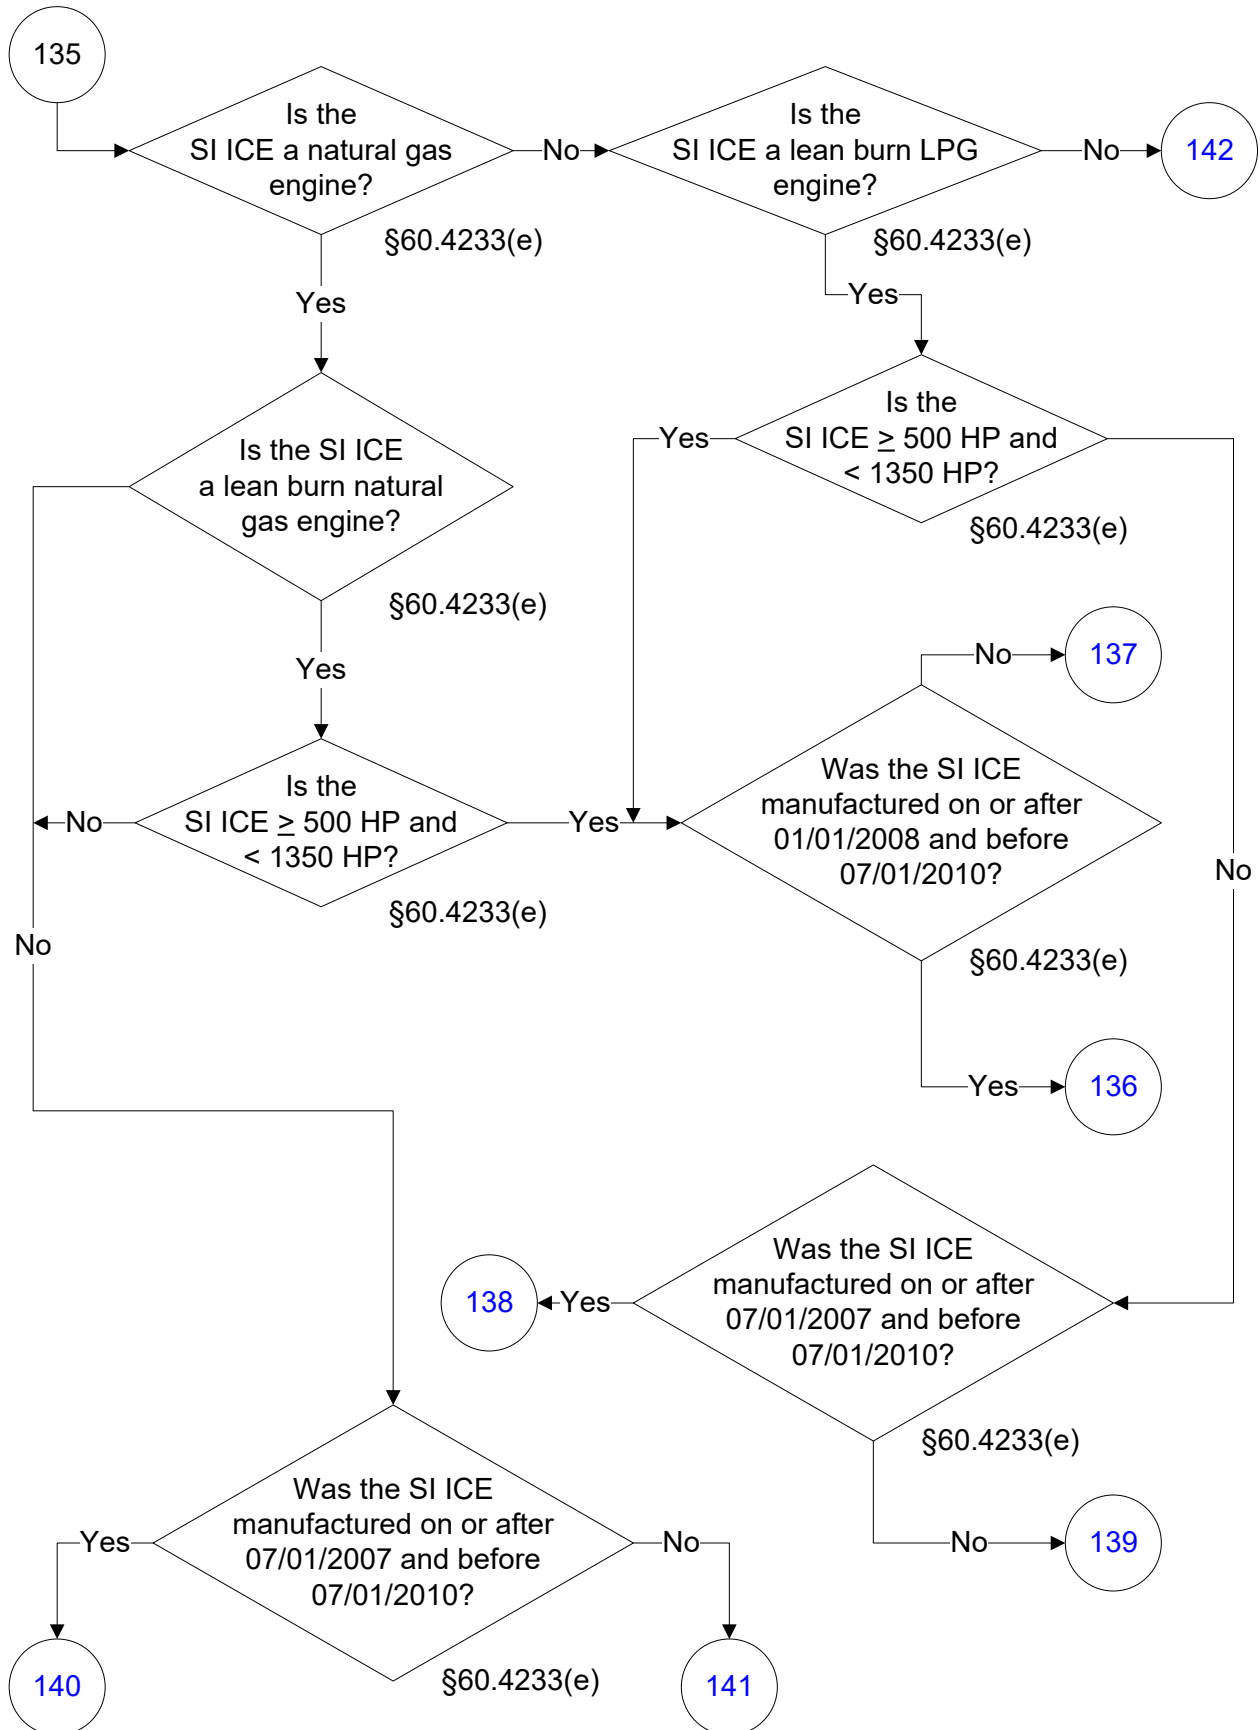 135
Is the
SI ICE a natural gas
engine?
§60.4233(e)
No
Is the
SI ICE a lean burn LPG
engine?
§60.4233(e)
No
142
Yes
Yes
Is the
SI ICE ≥ 500 HP and
< 1350 HP?
§60.4233(e)
Yes
No
Is the SI ICE
a lean burn natural
gas engine?
§60.4233(e)
Yes
No
137
Is the
SI ICE ≥ 500 HP and
< 1350 HP?
§60.4233(e)
No
Yes
Was the SI ICE
manufactured on or after
01/01/2008 and before
07/01/2010?
§60.4233(e)
No
Yes
136
Was the SI ICE
manufactured on or after
07/01/2007 and before
07/01/2010?
§60.4233(e)
Yes
138
No
139
Was the SI ICE
manufactured on or after
07/01/2007 and before
07/01/2010?
§60.4233(e)
Yes
No
140
141